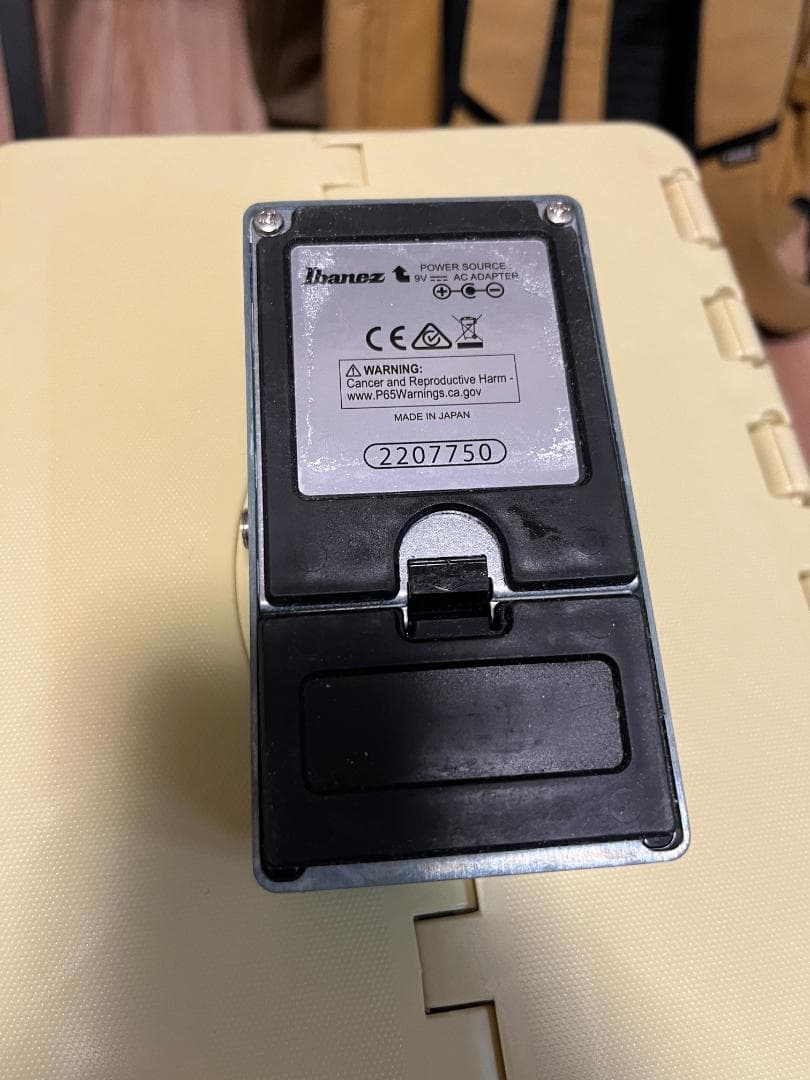 Ibanez
POWER SOURCE :
9V AC ADAPTER
CE
⚠ WARNING:
Cancer and Reproductive Harm -
www.P65Warnings.ca.gov
MADE IN JAPAN
2207750